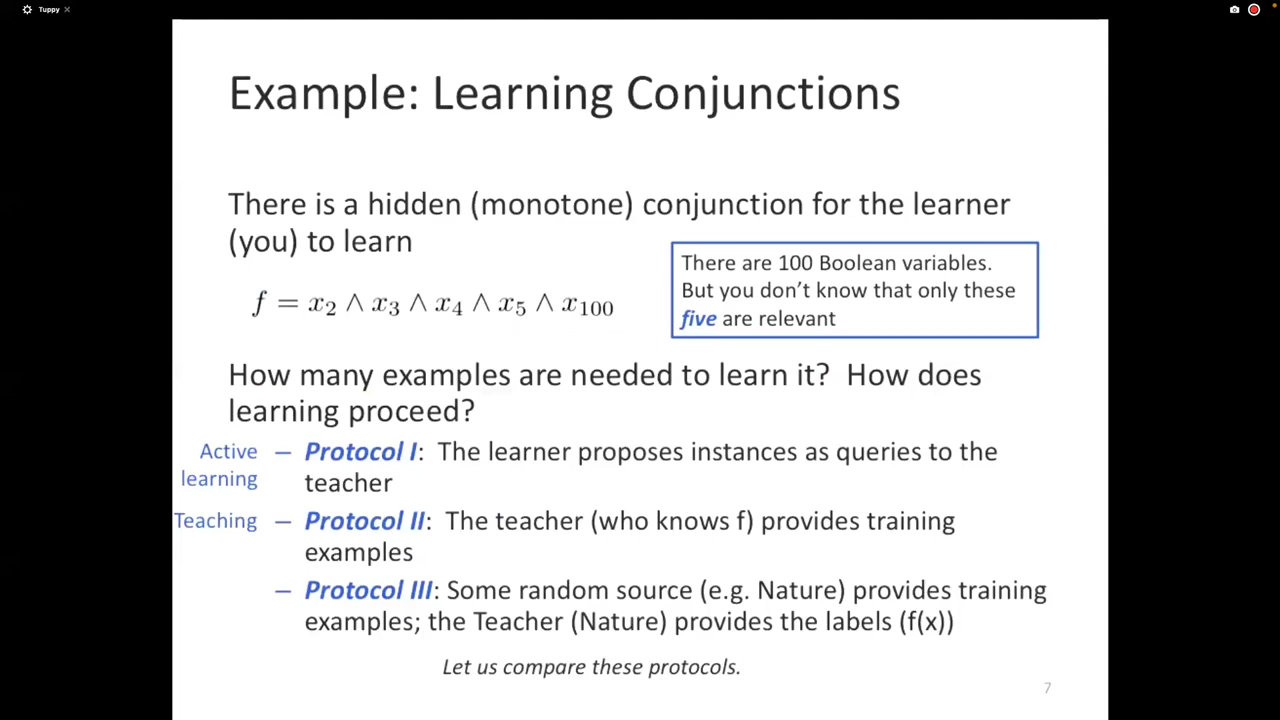 Tuppy
Example: Learning Conjunctions
There is a hidden (monotone) conjunction for the learner
(you) to learn
f = x₂ ∧ x₃ ∧ x₄ ∧ x₅ ∧ x₁₀₀
There are 100 Boolean variables.
But you don’t know that only these
five are relevant
How many examples are needed to learn it?  How does
learning proceed?
Active
learning
– Protocol I:  The learner proposes instances as queries to the
teacher
Teaching
– Protocol II:  The teacher (who knows f) provides training
examples
– Protocol III: Some random source (e.g. Nature) provides training
examples; the Teacher (Nature) provides the labels (f(x))
Let us compare these protocols.
7